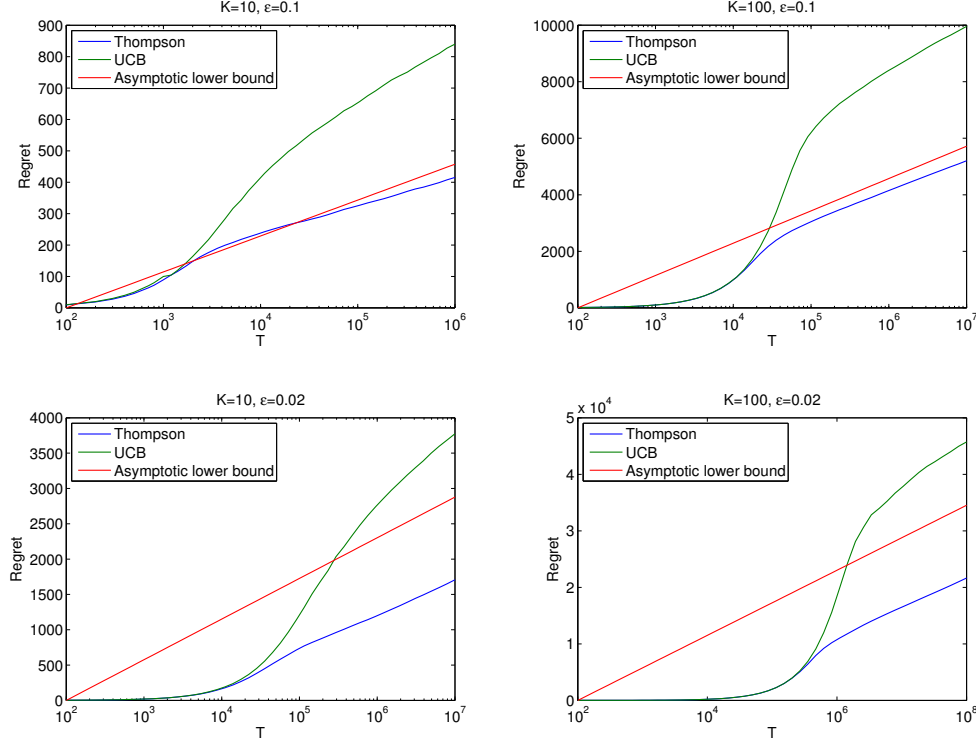 K=10, ε=0.1
900
800
700
600
500
400
300
200
100
0
Regret
Thompson
UCB
Asymptotic lower bound
10^2
10^3
10^4
10^5
10^6
T
K=100, ε=0.1
10000
8000
6000
4000
2000
0
Regret
Thompson
UCB
Asymptotic lower bound
10^2
10^3
10^4
10^5
10^6
10^7
T
K=10, ε=0.02
4000
3500
3000
2500
2000
1500
1000
500
0
Regret
Thompson
UCB
Asymptotic lower bound
10^2
10^3
10^4
10^5
10^6
10^7
T
K=100, ε=0.02
x 10^4
5
4
3
2
1
0
Regret
Thompson
UCB
Asymptotic lower bound
10^2
10^4
10^6
10^8
T